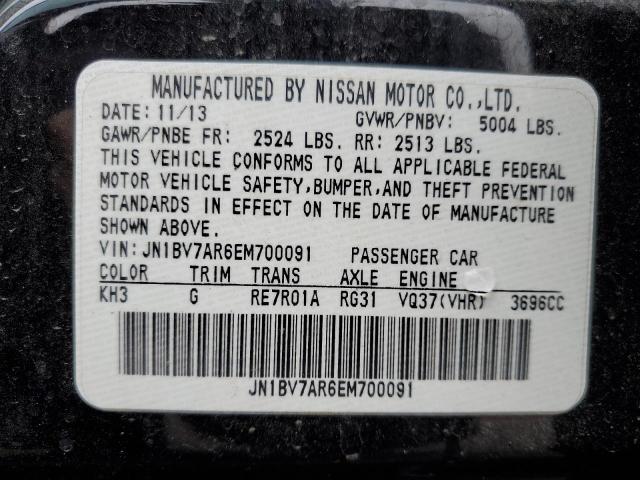 MANUFACTURED BY NISSAN MOTOR CO.,LTD.
DATE: 11/13 GVWR/PNBV: 5004 LBS.
GAWR/PNBE FR: 2524 LBS. RR: 2513 LBS.
THIS VEHICLE CONFORMS TO ALL APPLICABLE FEDERAL
MOTOR VEHICLE SAFETY,BUMPER,AND THEFT PREVENTION
STANDARDS IN EFFECT ON THE DATE OF MANUFACTURE
SHOWN ABOVE.
VIN:JN1BV7AR6EM700091 PASSENGER CAR
COLOR TRIM TRANS AXLE ENGINE
KH3 G RE7R01A RG31 VQ37(VHR) 3696CC
JN1BV7AR6EM700091